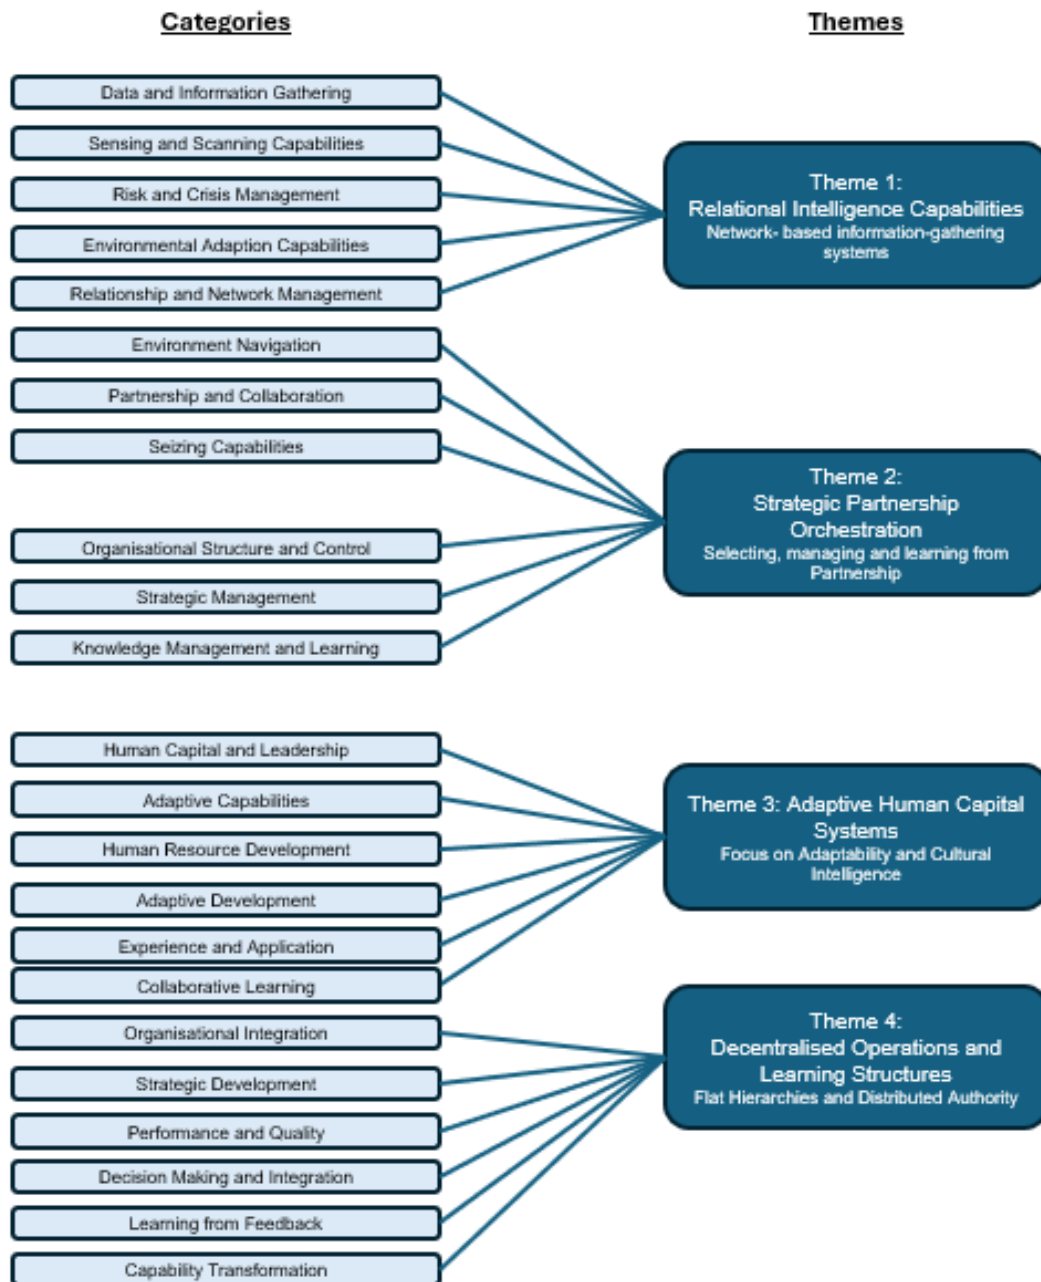 Categories
Themes
Data and Information Gathering
Sensing and Scanning Capabilities
Risk and Crisis Management
Environmental Adaption Capabilities
Relationship and Network Management
Theme 1:
Relational Intelligence Capabilities
Network- based information-gathering
systems
Environment Navigation
Partnership and Collaboration
Seizing Capabilities
Organisational Structure and Control
Strategic Management
Knowledge Management and Learning
Theme 2:
Strategic Partnership
Orchestration
Selecting, managing and learning from
Partnership
Human Capital and Leadership
Adaptive Capabilities
Human Resource Development
Adaptive Development
Experience and Application
Collaborative Learning
Theme 3: Adaptive Human Capital
Systems
Focus on Adaptability and Cultural
Intelligence
Organisational Integration
Strategic Development
Performance and Quality
Decision Making and Integration
Learning from Feedback
Capability Transformation
Theme 4:
Decentralised Operations and
Learning Structures
Flat Hierarchies and Distributed Authority